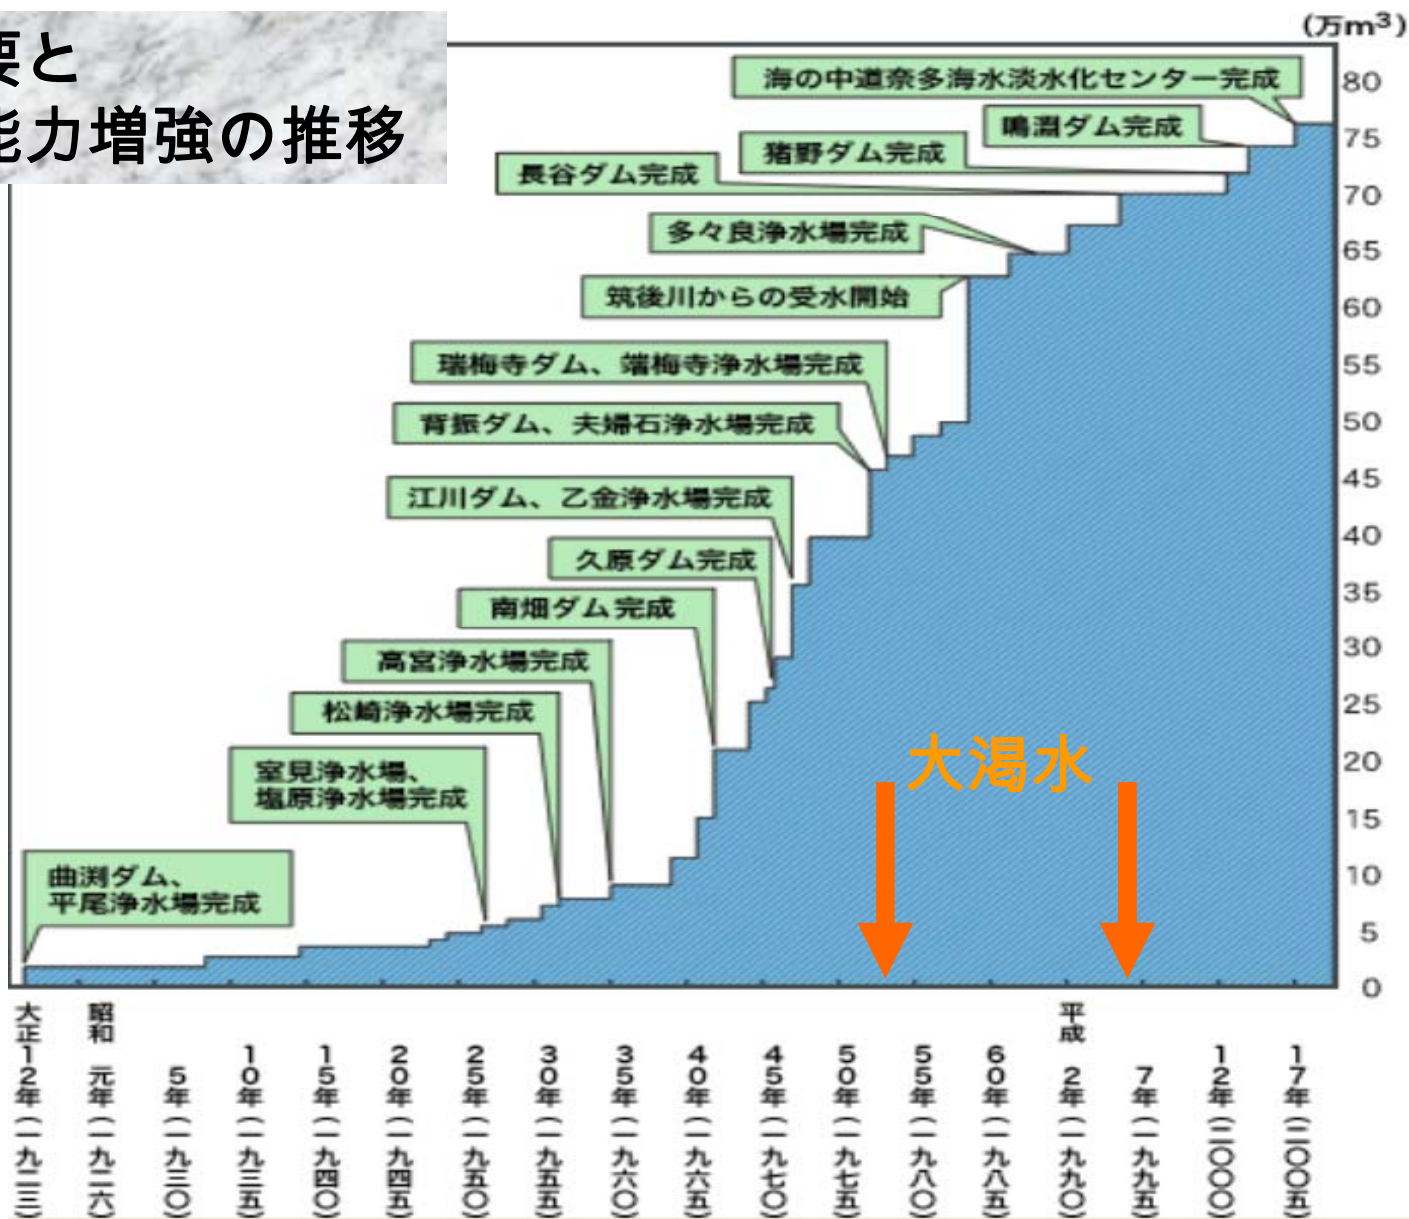 要と
能力増強の推移
(万m³)
海の中道奈多海水淡水化センター完成
鳴淵ダム完成
猪野ダム完成
長谷ダム完成
多々良浄水場完成
筑後川からの受水開始
瑞梅寺ダム、端梅寺浄水場完成
背振ダム、夫婦石浄水場完成
江川ダム、乙金浄水場完成
久原ダム完成
南畑ダム完成
高宮浄水場完成
松崎浄水場完成
室見浄水場、
塩原浄水場完成
曲渕ダム、
平尾浄水場完成
大渇水
80
75
70
65
60
55
50
45
40
35
30
25
20
15
10
5
0
大正12年(一九二三)
昭和 元年(一九二六)
5年(一九三〇)
10年(一九三五)
15年(一九四〇)
20年(一九四五)
25年(一九五〇)
30年(一九五五)
35年(一九六〇)
40年(一九六五)
45年(一九七〇)
50年(一九七五)
55年(一九八〇)
60年(一九八五)
平成 2年(一九九〇)
7年(一九九五)
12年(二〇〇〇)
17年(二〇〇五)